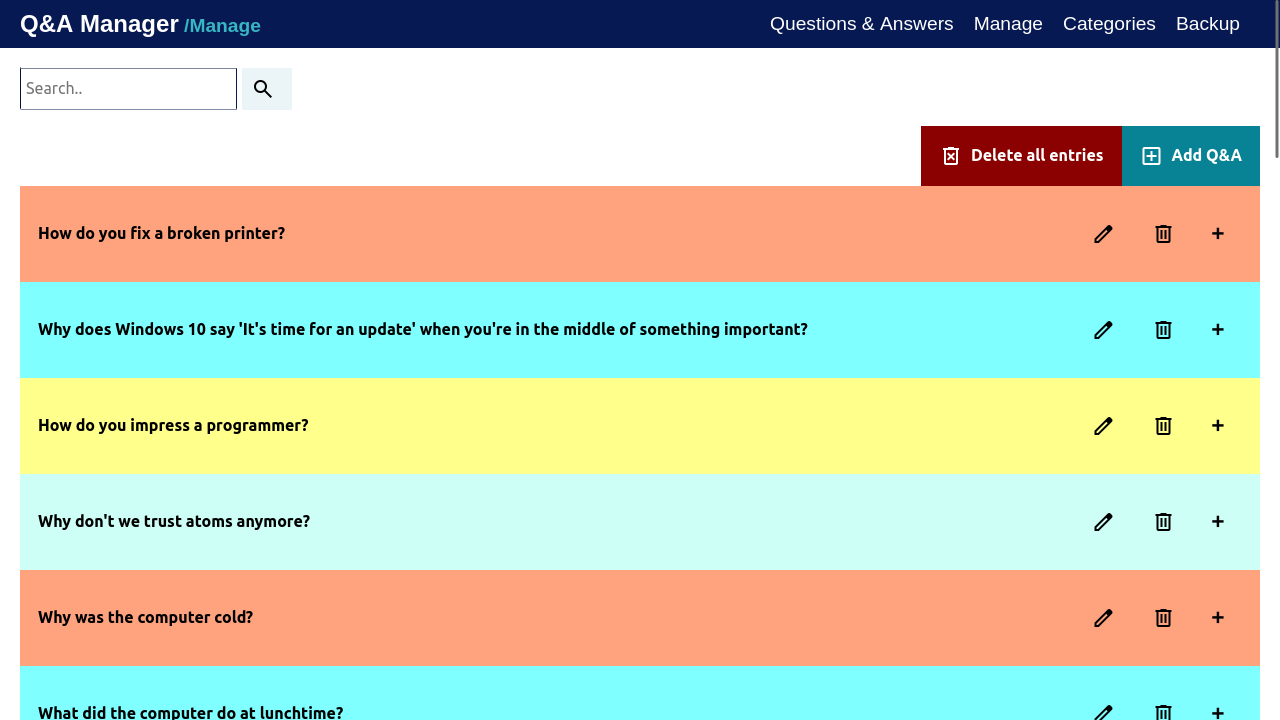 Q&A Manager /Manage
Questions & Answers Manage Categories Backup
Search..
Delete all entries Add Q&A
How do you fix a broken printer?
Why does Windows 10 say 'It's time for an update' when you're in the middle of something important?
How do you impress a programmer?
Why don't we trust atoms anymore?
Why was the computer cold?
What did the computer do at lunchtime?